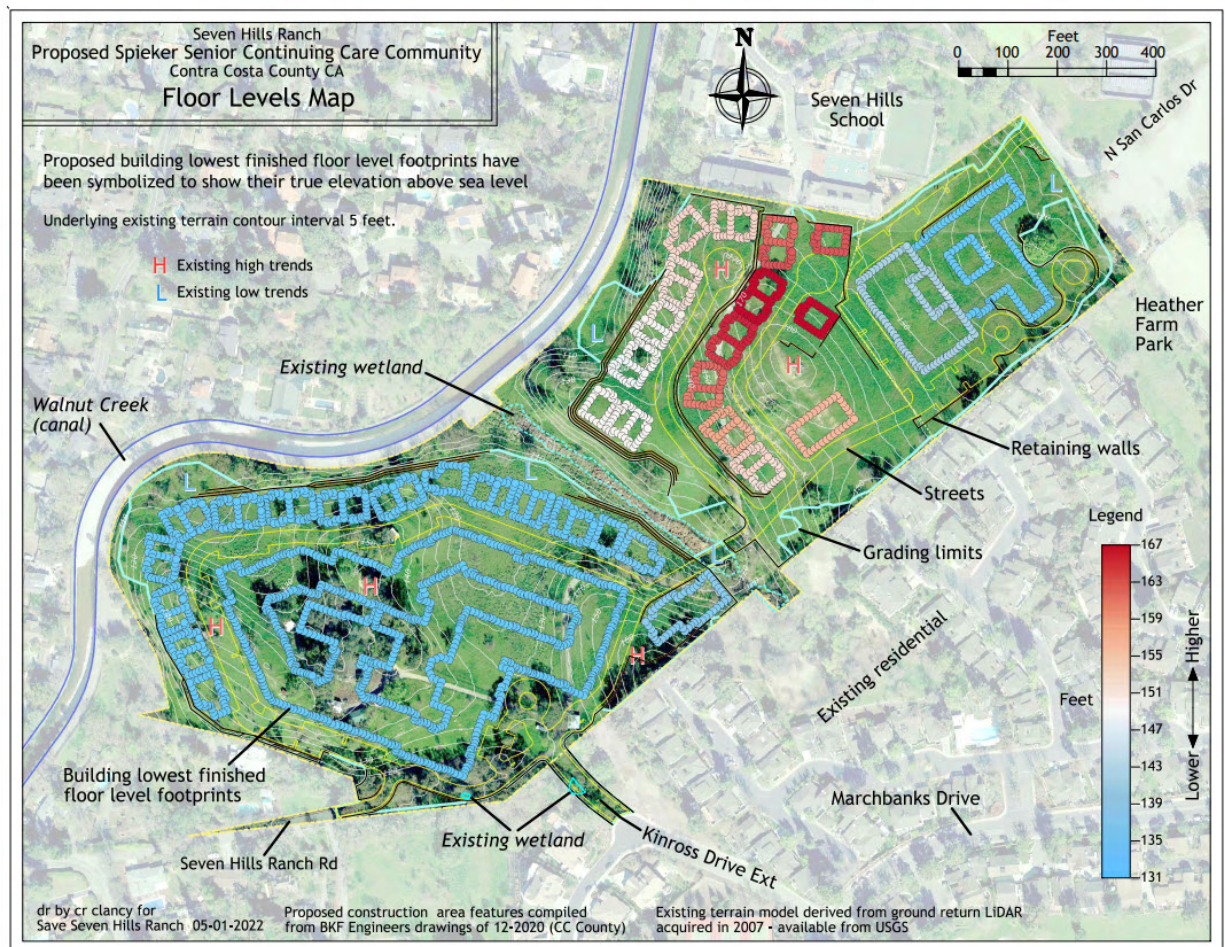 Seven Hills Ranch
Proposed Spieker Senior Continuing Care Community
Contra Costa County CA
Floor Levels Map
Proposed building lowest finished floor level footprints have
been symbolized to show their true elevation above sea level
Underlying existing terrain contour interval 5 feet.
H Existing high trends
L Existing low trends
N
Feet
0 100 200 300 400
Seven Hills
School
N San Carlos Dr
L
H
L
H
Heather
Farm
Park
Existing wetland
Walnut Creek
(canal)
Retaining walls
Streets
Grading limits
L
L
H
H
H
Existing residential
Legend
167
163
159
155
151
147
143
139
135
131
Feet
Lower
Higher
Building lowest finished
floor level footprints
Existing wetland
Marchbanks Drive
Kinross Drive Ext
Seven Hills Ranch Rd
dr by cr clancy for
Save Seven Hills Ranch 05-01-2022
Proposed construction area features compiled
from BKF Engineers drawings of 12-2020 (CC County)
Existing terrain model derived from ground return LiDAR
acquired in 2007 - available from USGS